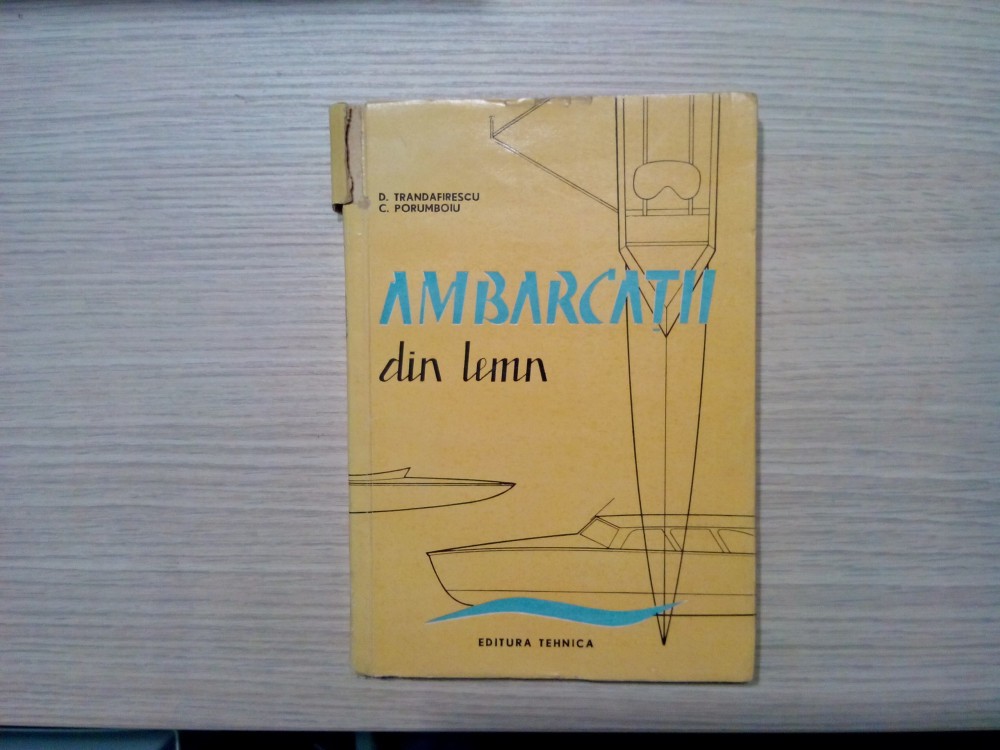 D. TRANDAFIRESCU
C. PORUMBOIU
AMBARCAȚII
din lemn
EDITURA TEHNICA